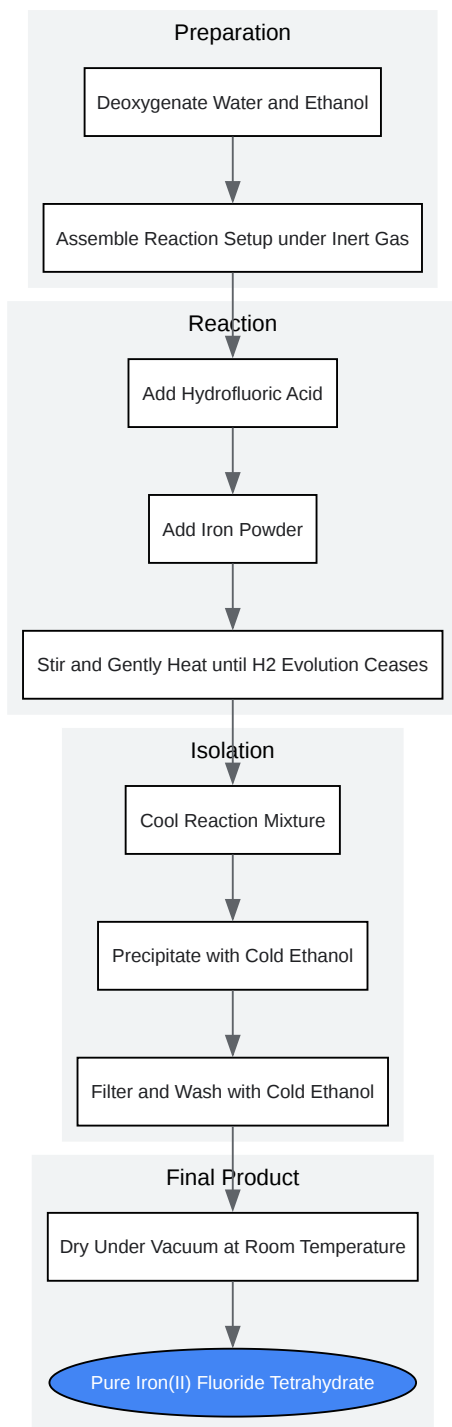 Preparation
Deoxygenate Water and Ethanol
Assemble Reaction Setup under Inert Gas
Reaction
Add Hydrofluoric Acid
Add Iron Powder
Stir and Gently Heat until H2 Evolution Ceases
Isolation
Cool Reaction Mixture
Precipitate with Cold Ethanol
Filter and Wash with Cold Ethanol
Final Product
Dry Under Vacuum at Room Temperature
Pure Iron(II) Fluoride Tetrahydrate